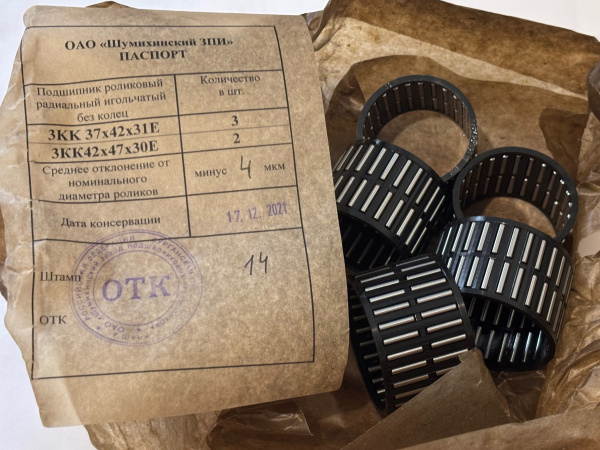 ОАО «Шумихинский ЗПИ»
ПАСПОРТ
Подшипник роликовый
радиальный игольчатый
без колец
Количество
в шт.
3КК 37х42х31Е
3
3КК42х47х30Е
2
Среднее отклонение от
номинального
диаметра роликов
минус 4 мкм
Дата консервации
17.12.2021
Штамп
ОТК
14
ОТК